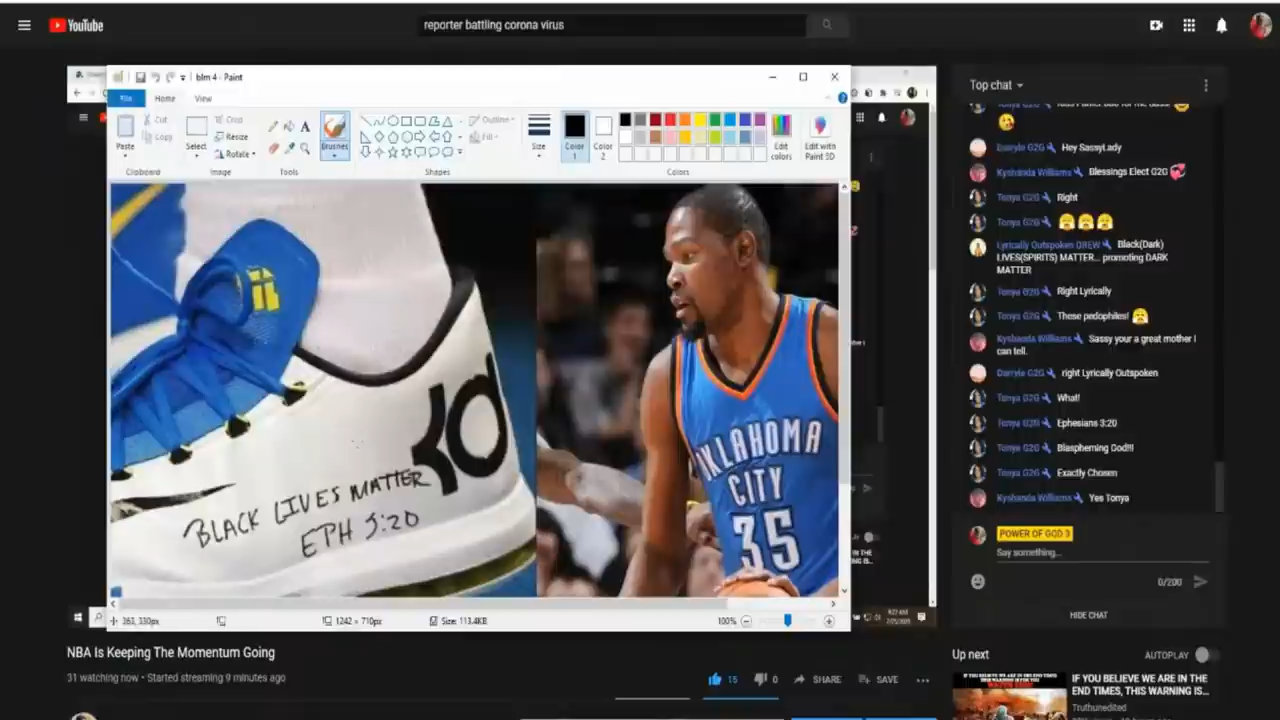 YouTube
reporter battling corona virus
blm 4 - Paint
File
Home
View
Paste
Cut
Copy
Clipboard
Select
Crop
Resize
Rotate
Image
A
Tools
Brushes
Outline
Fill
Shapes
Size
Color
1
Color
2
Edit
colors
Colors
Edit with
Paint 3D
KD
BLACK LIVES MATTER
EPH 3:20
OKLAHOMA
CITY
35
363, 330px
1242 × 710px
Size: 113.4KB
100%
NBA Is Keeping The Momentum Going
31 watching now • Started streaming 9 minutes ago
15
0
SHARE
SAVE
Top chat
Hey SassyLady
Kyshanda Williams Blessings Elect G2G
Tonya G2G Right
Tonya G2G
Lyrically Outspoken DREW Black(Dark)
LIVES(SPIRITS) MATTER... promoting DARK
MATTER
Tonya G2G Right Lyrically
Tonya G2G These pedophiles!
Kyshanda Williams Sassy your a great mother I
can tell.
Darryle G2G right Lyrically Outspoken
Tonya G2G What!
Tonya G2G Ephesians 3:20
Tonya G2G Blaspheming God!!!
Tonya G2G Exactly Chosen
Kyshanda Williams Yes Tonya
POWER OF GOD 3
Say something...
0/200
HIDE CHAT
Up next
AUTOPLAY
IF YOU BELIEVE WE ARE IN THE
END TIMES, THIS WARNING IS...
Truthunedited